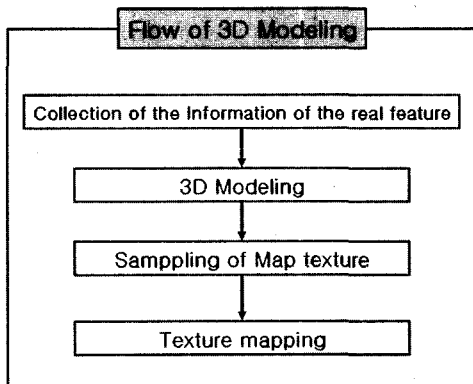 Flow of 3D Modeling
Collection of the Information of the real feature
3D Modeling
Samppling of Map texture
Texture mapping